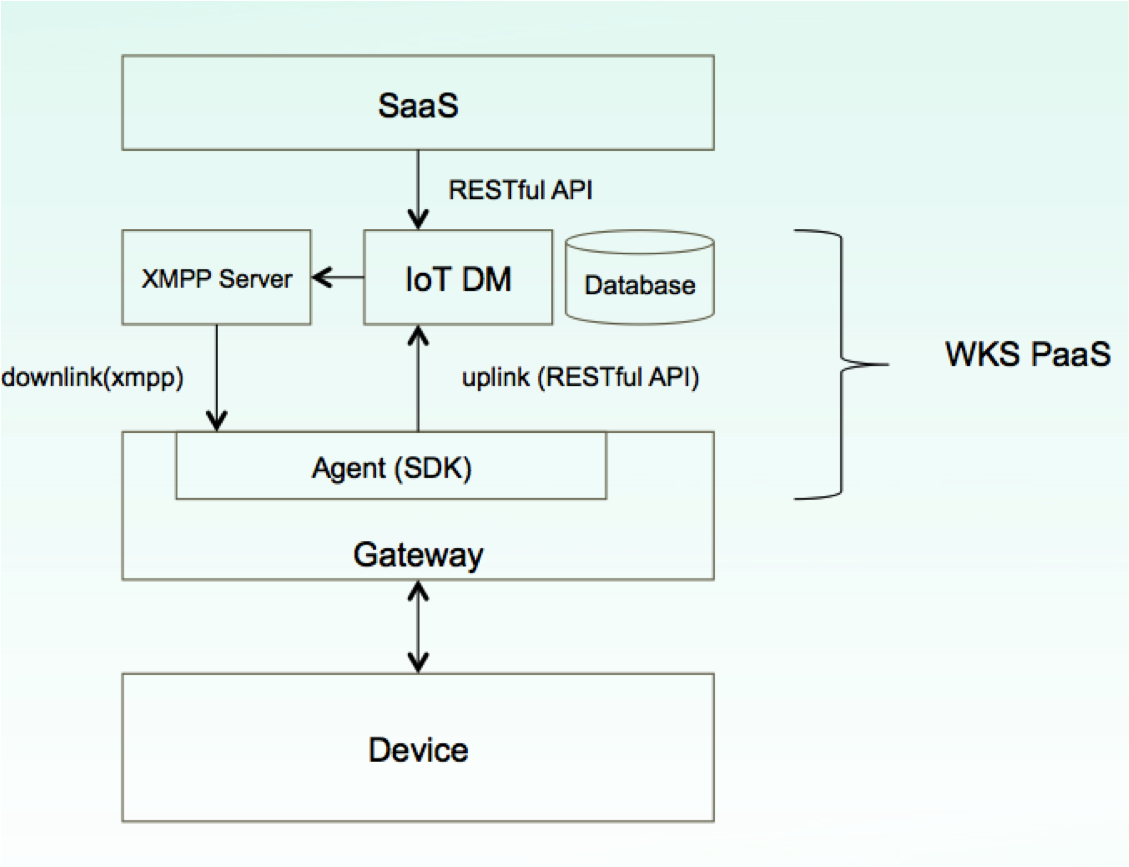 SaaS
RESTful API
XMPP Server
IoT DM
Database
WKS PaaS
downlink(xmpp)
uplink (RESTful API)
Agent (SDK)
Gateway
Device